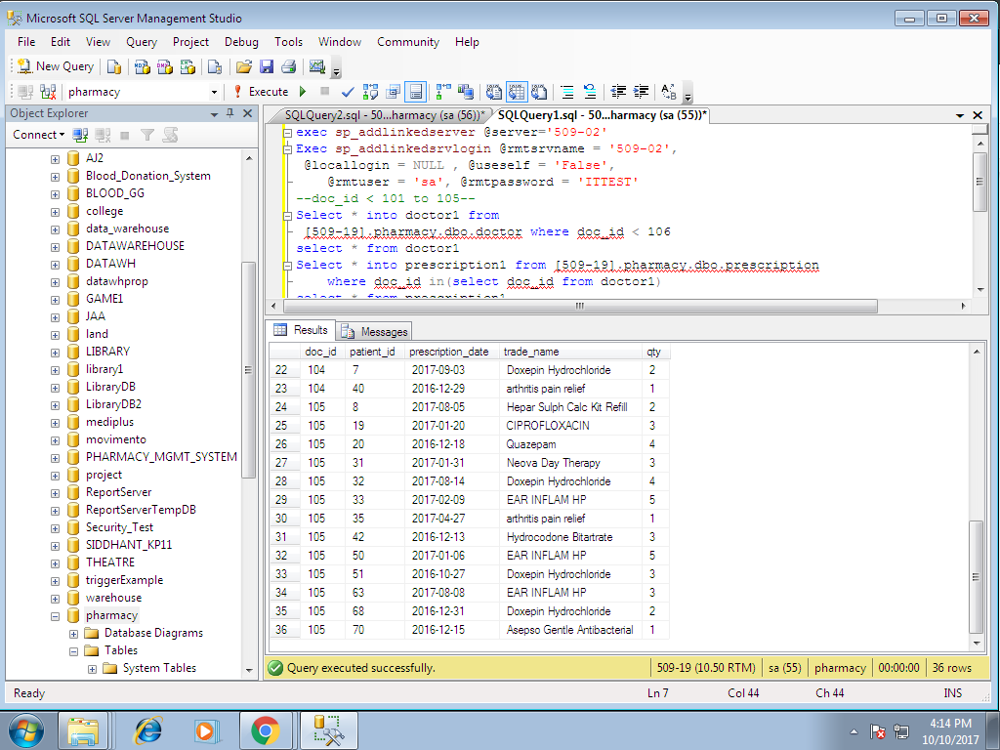 Microsoft SQL Server Management Studio
File Edit View Query Project Debug Tools Window Community Help
New Query
pharmacy Execute
Object Explorer
Connect
AJ2
Blood_Donation_System
BLOOD_GG
college
data_warehouse
DATAWAREHOUSE
DATAWH
datawhprop
GAME1
JAA
land
LIBRARY
library1
LibraryDB
LibraryDB2
mediplus
movimento
PHARMACY_MGMT_SYSTEM
project
ReportServer
ReportServerTempDB
Security_Test
SIDDHANT_KP11
THEATRE
triggerExample
warehouse
pharmacy
Database Diagrams
Tables
System Tables
SQLQuery2.sql - 50...harmacy (sa (56))* SQLQuery1.sql - 50...harmacy (sa (55))*
exec sp_addlinkedserver @server='509-02'
Exec sp_addlinkedsrvlogin @rmtsrvname = '509-02',
@locallogin = NULL , @useself = 'False',
@rmtuser = 'sa', @rmtpassword = 'ITTEST'
--doc_id < 101 to 105--
Select * into doctor1 from
[509-19].pharmacy.dbo.doctor where doc_id < 106
select * from doctor1
Select * into prescription1 from [509-19].pharmacy.dbo.prescription
where doc_id in(select doc_id from doctor1)
select * from prescription1
Results Messages
doc_id patient_id prescription_date trade_name qty
22 104 7 2017-09-03 Doxepin Hydrochloride 2
23 104 40 2016-12-29 arthritis pain relief 1
24 105 8 2017-08-05 Hepar Sulph Calc Kit Refill 2
25 105 19 2017-01-20 CIPROFLOXACIN 3
26 105 20 2016-12-18 Quazepam 4
27 105 31 2017-01-31 Neova Day Therapy 3
28 105 32 2017-08-14 Doxepin Hydrochloride 4
29 105 33 2017-02-09 EAR INFLAM HP 5
30 105 35 2017-04-27 arthritis pain relief 1
31 105 42 2016-12-13 Hydrocodone Bitartrate 3
32 105 50 2017-01-06 EAR INFLAM HP 5
33 105 51 2016-10-27 Doxepin Hydrochloride 3
34 105 63 2017-08-08 EAR INFLAM HP 3
35 105 68 2016-12-31 Doxepin Hydrochloride 2
36 105 70 2016-12-15 Asepso Gentle Antibacterial 1
Query executed successfully. 509-19 (10.50 RTM) sa (55) pharmacy 00:00:00 36 rows
Ready Ln 7 Col 44 Ch 44 INS
4:14 PM
10/10/2017